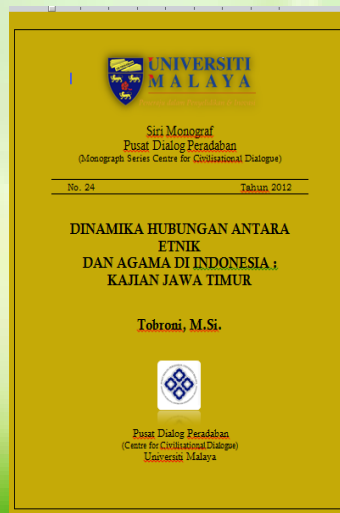 UNIVERSITI
MALAYA
Siri Monograf
Pusat Dialog Peradaban
(Monograph Series Centre for Civilisational Dialogue)
No. 24 Tahun 2012
DINAMIKA HUBUNGAN ANTARA
ETNIK
DAN AGAMA DI INDONESIA :
KAJIAN JAWA TIMUR
Tobroni, M.Si.
Pusat Dialog Peradaban
(Centre for Civilisational Dialogue)
Universiti Malaya